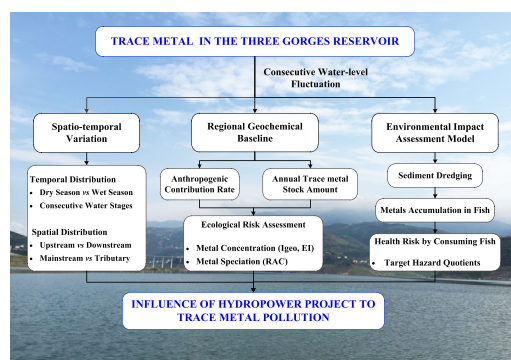 TRACE METAL IN THE THREE GORGES RESERVOIR
Consecutive Water-level
Fluctuation
Spatio-temporal
Variation
Regional Geochemical
Baseline
Environmental Impact
Assessment Model
Temporal Distribution
• Dry Season vs Wet Season
• Consecutive Water Stages
Spatial Distribution
• Upstream vs Downstream
• Mainstream vs Tributary
Anthropogenic
Contribution Rate
Annual Trace metal
Stock Amount
Ecological Risk Assessment
• Metal Concentration (Igeo, EI)
• Metal Speciation (RAC)
Sediment Dredging
Metals Accumulation in Fish
Health Risk by Consuming Fish
• Target Hazard Quotients
INFLUENCE OF HYDROPOWER PROJECT TO
TRACE METAL POLLUTION